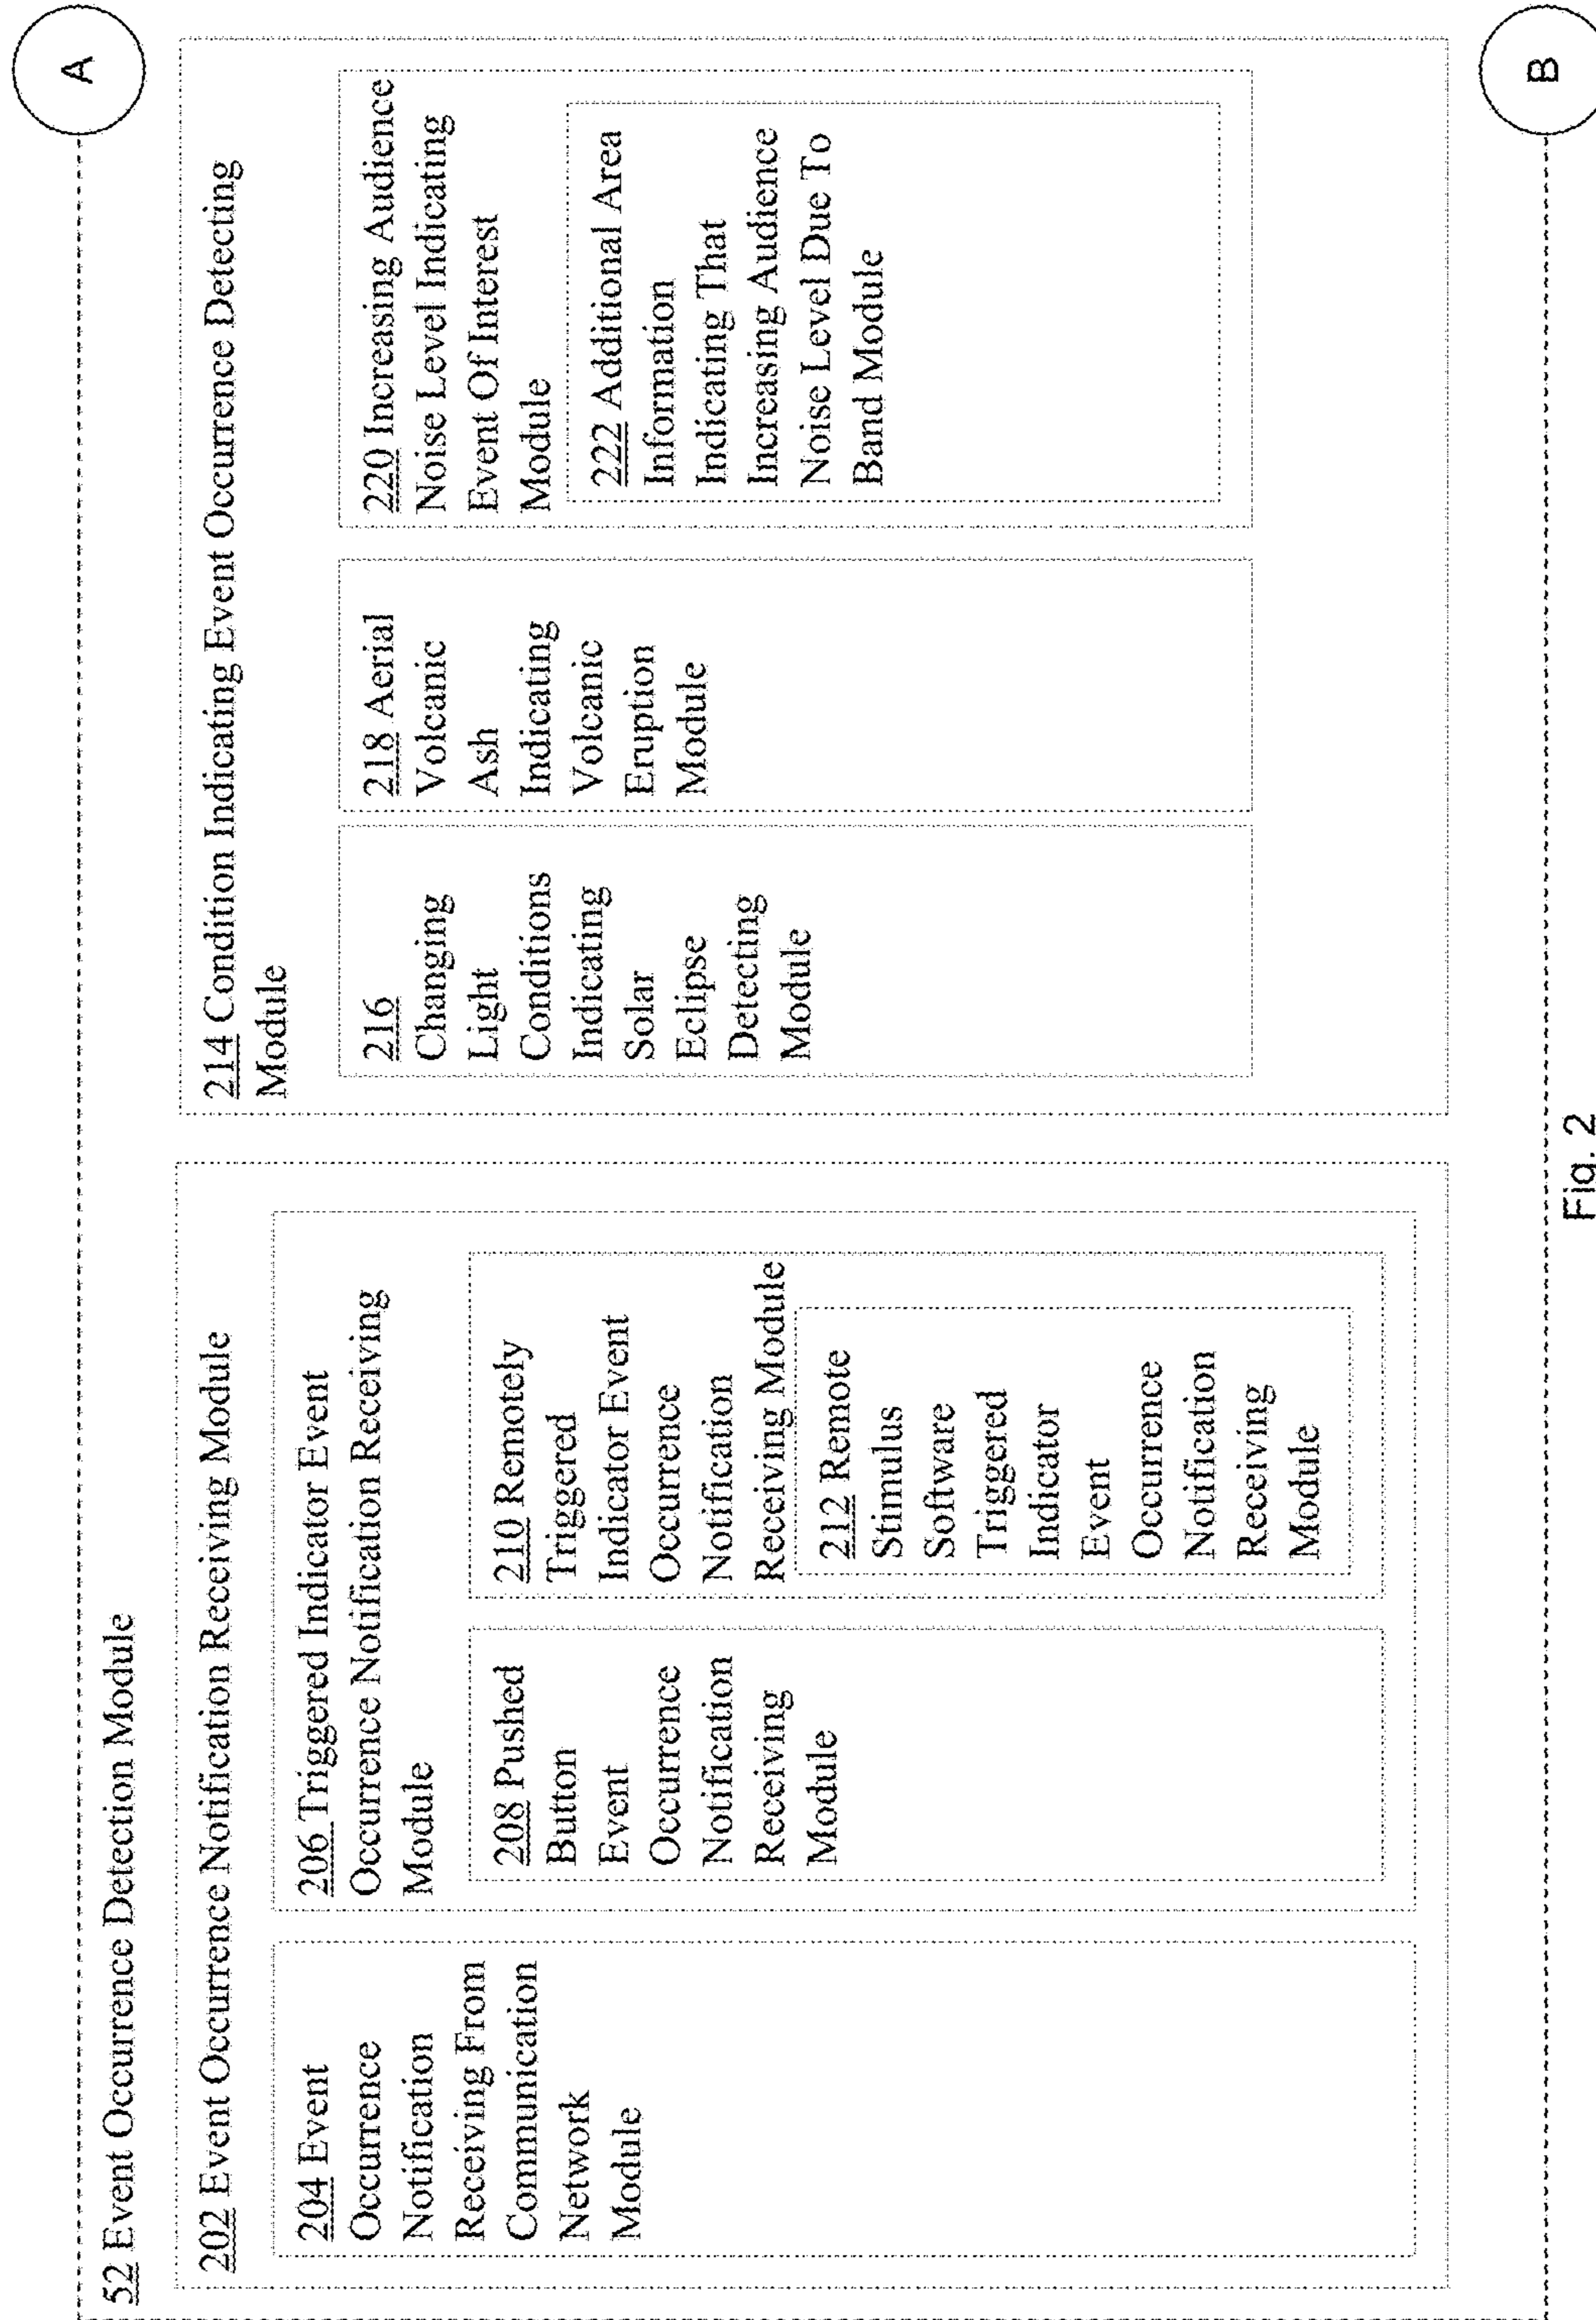 52 Event Occurrence Detection Module
202 Event Occurrence Notification Receiving Module
204 Event
Occurrence
Notification
Receiving From
Communication
Network
Module
206 Triggered Indicator Event
Occurrence Notification Receiving
Module
208 Pushed
Button
Event
Occurrence
Notification
Receiving
Module
210 Remotely
Triggered
Indicator Event
Occurrence
Notification
Receiving Module
212 Remote
Stimulus
Software
Triggered
Indicator
Event
Occurrence
Notification
Receiving
Module
214 Condition Indicating Event Occurrence Detecting
Module
216
Changing
Light
Conditions
Indicating
Solar
Eclipse
Detecting
Module
218 Aerial
Volcanic
Ash
Indicating
Volcanic
Eruption
Module
220 Increasing Audience
Noise Level Indicating
Event Of Interest
Module
222 Additional Area
Information
Indicating That
Increasing Audience
Noise Level Due To
Band Module
A
B
Fig. 2